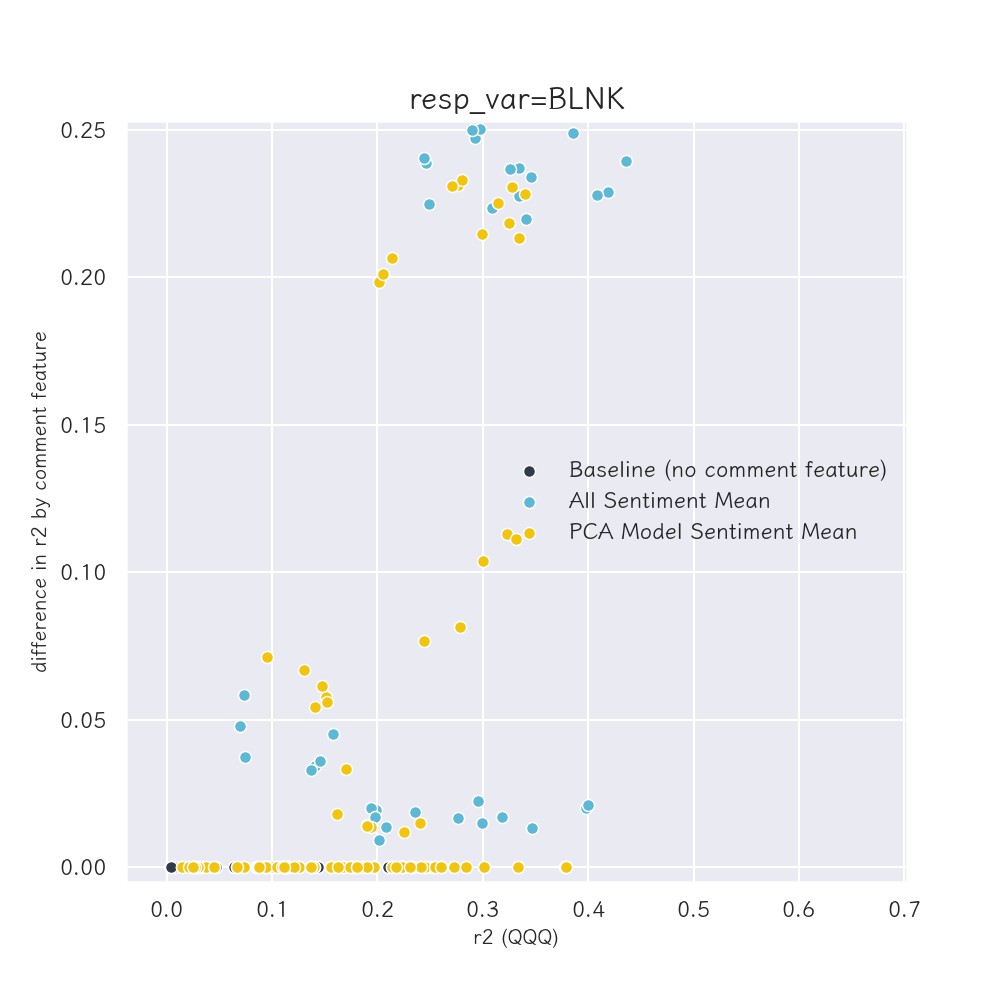 resp_var=BLNK
0.25
0.20
0.15
0.10
0.05
0.00
difference in r2 by comment feature
Baseline (no comment feature)
All Sentiment Mean
PCA Model Sentiment Mean
0.0 0.1 0.2 0.3 0.4 0.5 0.6 0.7
r2 (QQQ)